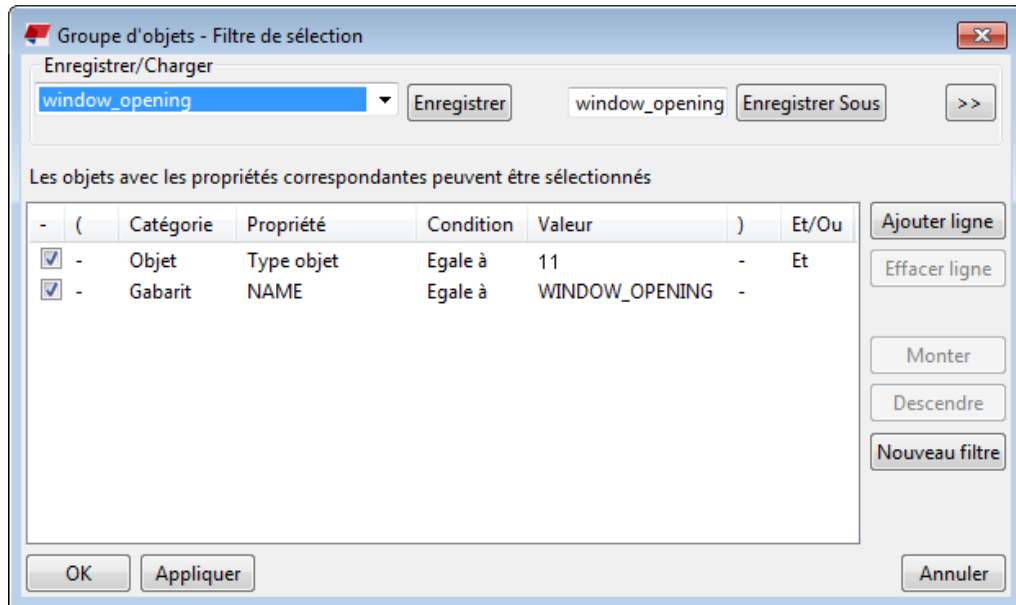 Groupe d'objets - Filtre de sélection
Enregistrer/Charger
window_opening Enregistrer window_opening Enregistrer Sous >>
Les objets avec les propriétés correspondantes peuvent être sélectionnés
- ( Catégorie Propriété Condition Valeur ) Et/Ou Ajouter ligne
- Objet Type objet Egale à 11 - Et Effacer ligne
- Gabarit NAME Egale à WINDOW_OPENING -
Monter
Descendre
Nouveau filtre
OK Appliquer Annuler